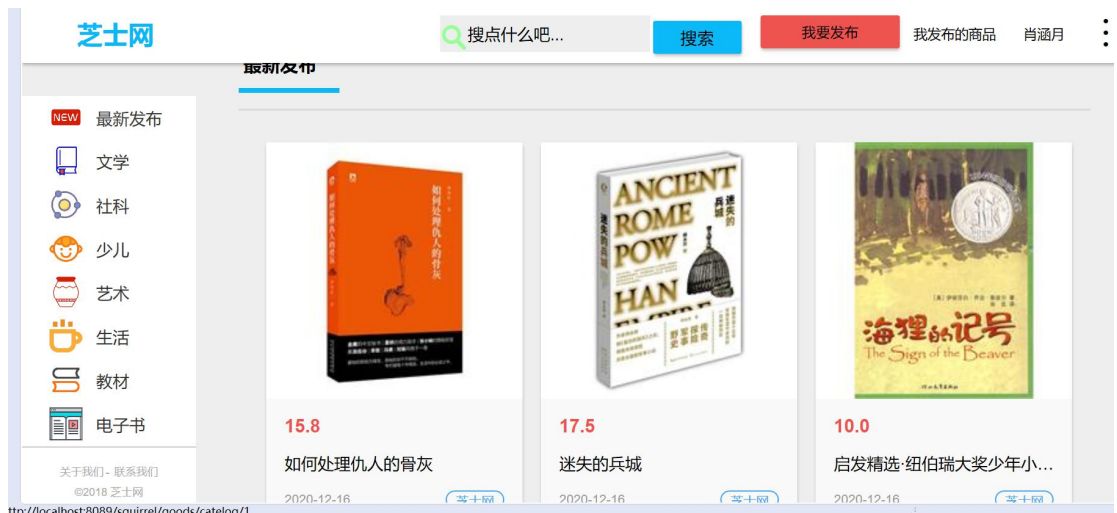 芝士网
搜点什么吧...
搜索
我要发布
我发布的商品
肖涵月
最新发布
NEW 最新发布
文学
社科
少儿
艺术
生活
教材
电子书
关于我们 - 联系我们
©2018 芝士网
如何处理仇人的骨灰
ANCIENT
ROME
POW
HAN
EMPIRE
迷失的
兵城
海狸的记号
The Sign of the Beaver
15.8
如何处理仇人的骨灰
2020-12-16
芝士网
17.5
迷失的兵城
2020-12-16
芝士网
10.0
启发精选·纽伯瑞大奖少年小...
2020-12-16
芝士网
ttp://localhost:8089/squirrel/goods/catelog/1